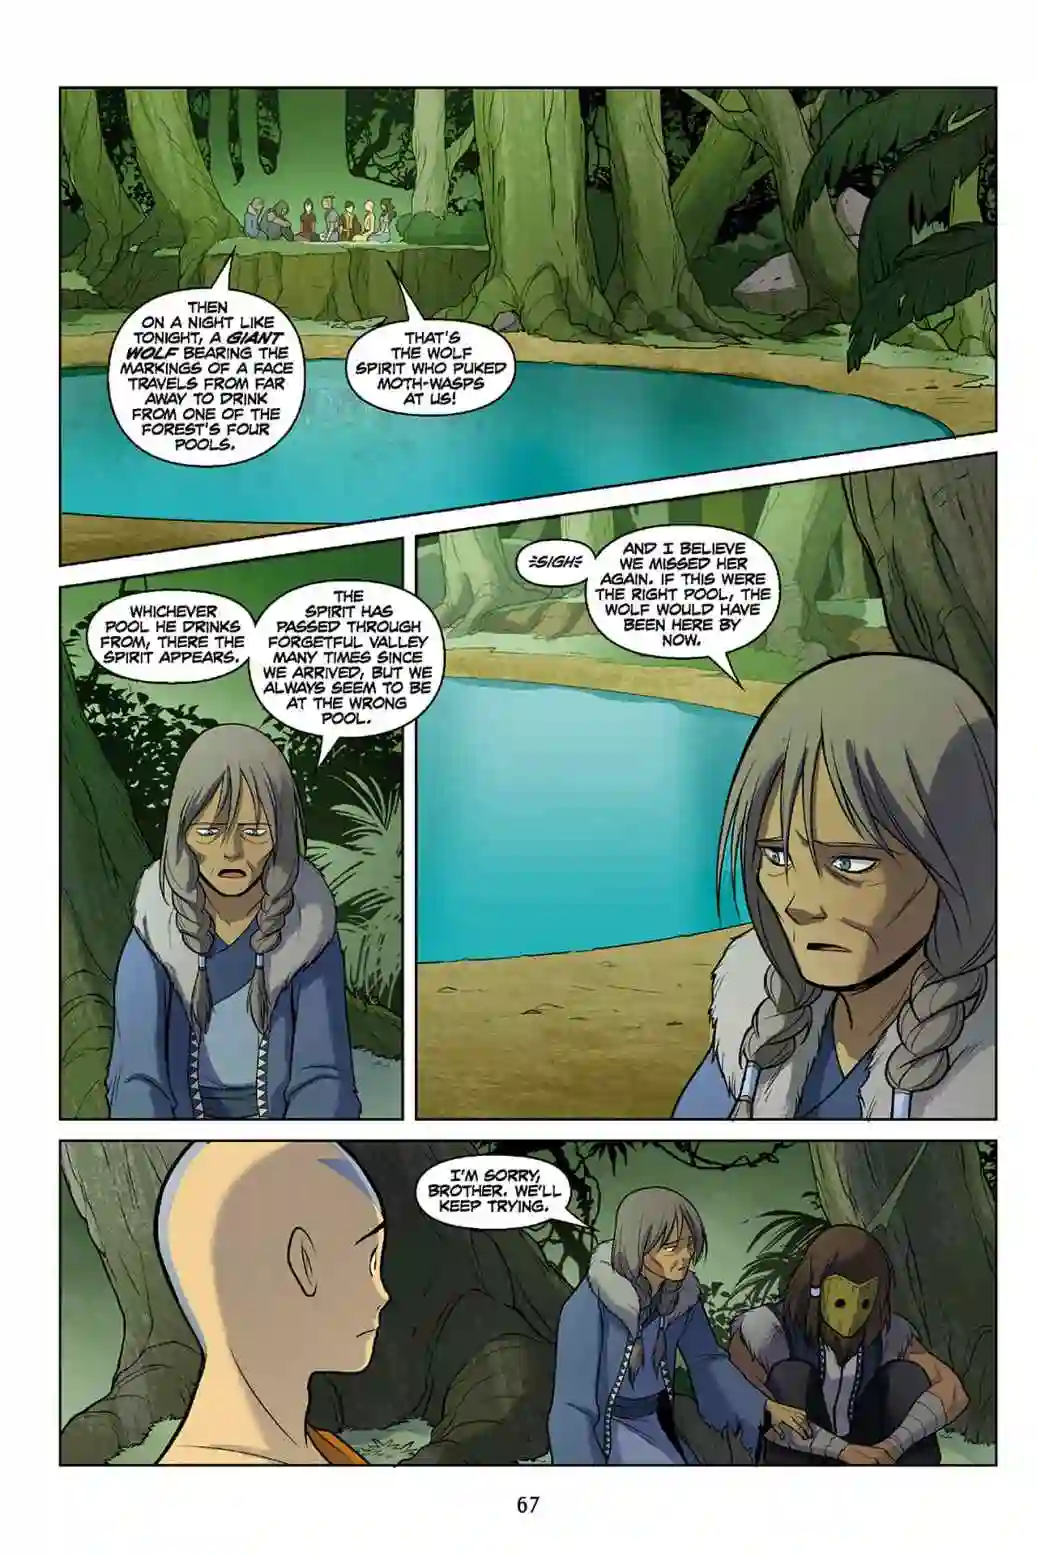 THEN
ON A NIGHT LIKE
TONIGHT, A GIANT
WOLF BEARING THE
MARKINGS OF A FACE
TRAVELS FROM FAR
AWAY TO DRINK
FROM ONE OF THE
FOREST'S FOUR
POOLS.
THAT'S
THE WOLF
SPIRIT WHO PUKED
MOTH-WASPS
AT US!
WHICHEVER
POOL HE DRINKS
FROM, THERE THE
SPIRIT APPEARS.
THE
SPIRIT HAS
PASSED THROUGH
FORGETFUL VALLEY
MANY TIMES SINCE
WE ARRIVED, BUT WE
ALWAYS SEEM TO BE
AT THE WRONG
POOL.
SIGH
AND I BELIEVE
WE MISSED HER
AGAIN. IF THIS WERE
THE RIGHT POOL, THE
WOLF WOULD HAVE
BEEN HERE BY
NOW.
I'M SORRY,
BROTHER. WE'LL
KEEP TRYING.
67